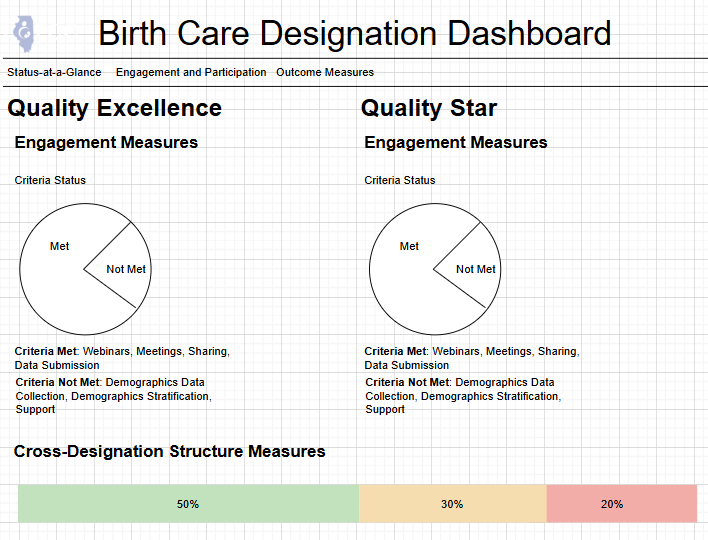 Birth Care Designation Dashboard
Status-at-a-Glance Engagement and Participation Outcome Measures
Quality Excellence
Engagement Measures
Criteria Status
Met
Not Met
Criteria Met: Webinars, Meetings, Sharing,
Data Submission
Criteria Not Met: Demographics Data
Collection, Demographics Stratification,
Support
Quality Star
Engagement Measures
Criteria Status
Met
Not Met
Criteria Met: Webinars, Meetings, Sharing,
Data Submission
Criteria Not Met: Demographics Data
Collection, Demographics Stratification,
Support
Cross-Designation Structure Measures
50% 30% 20%